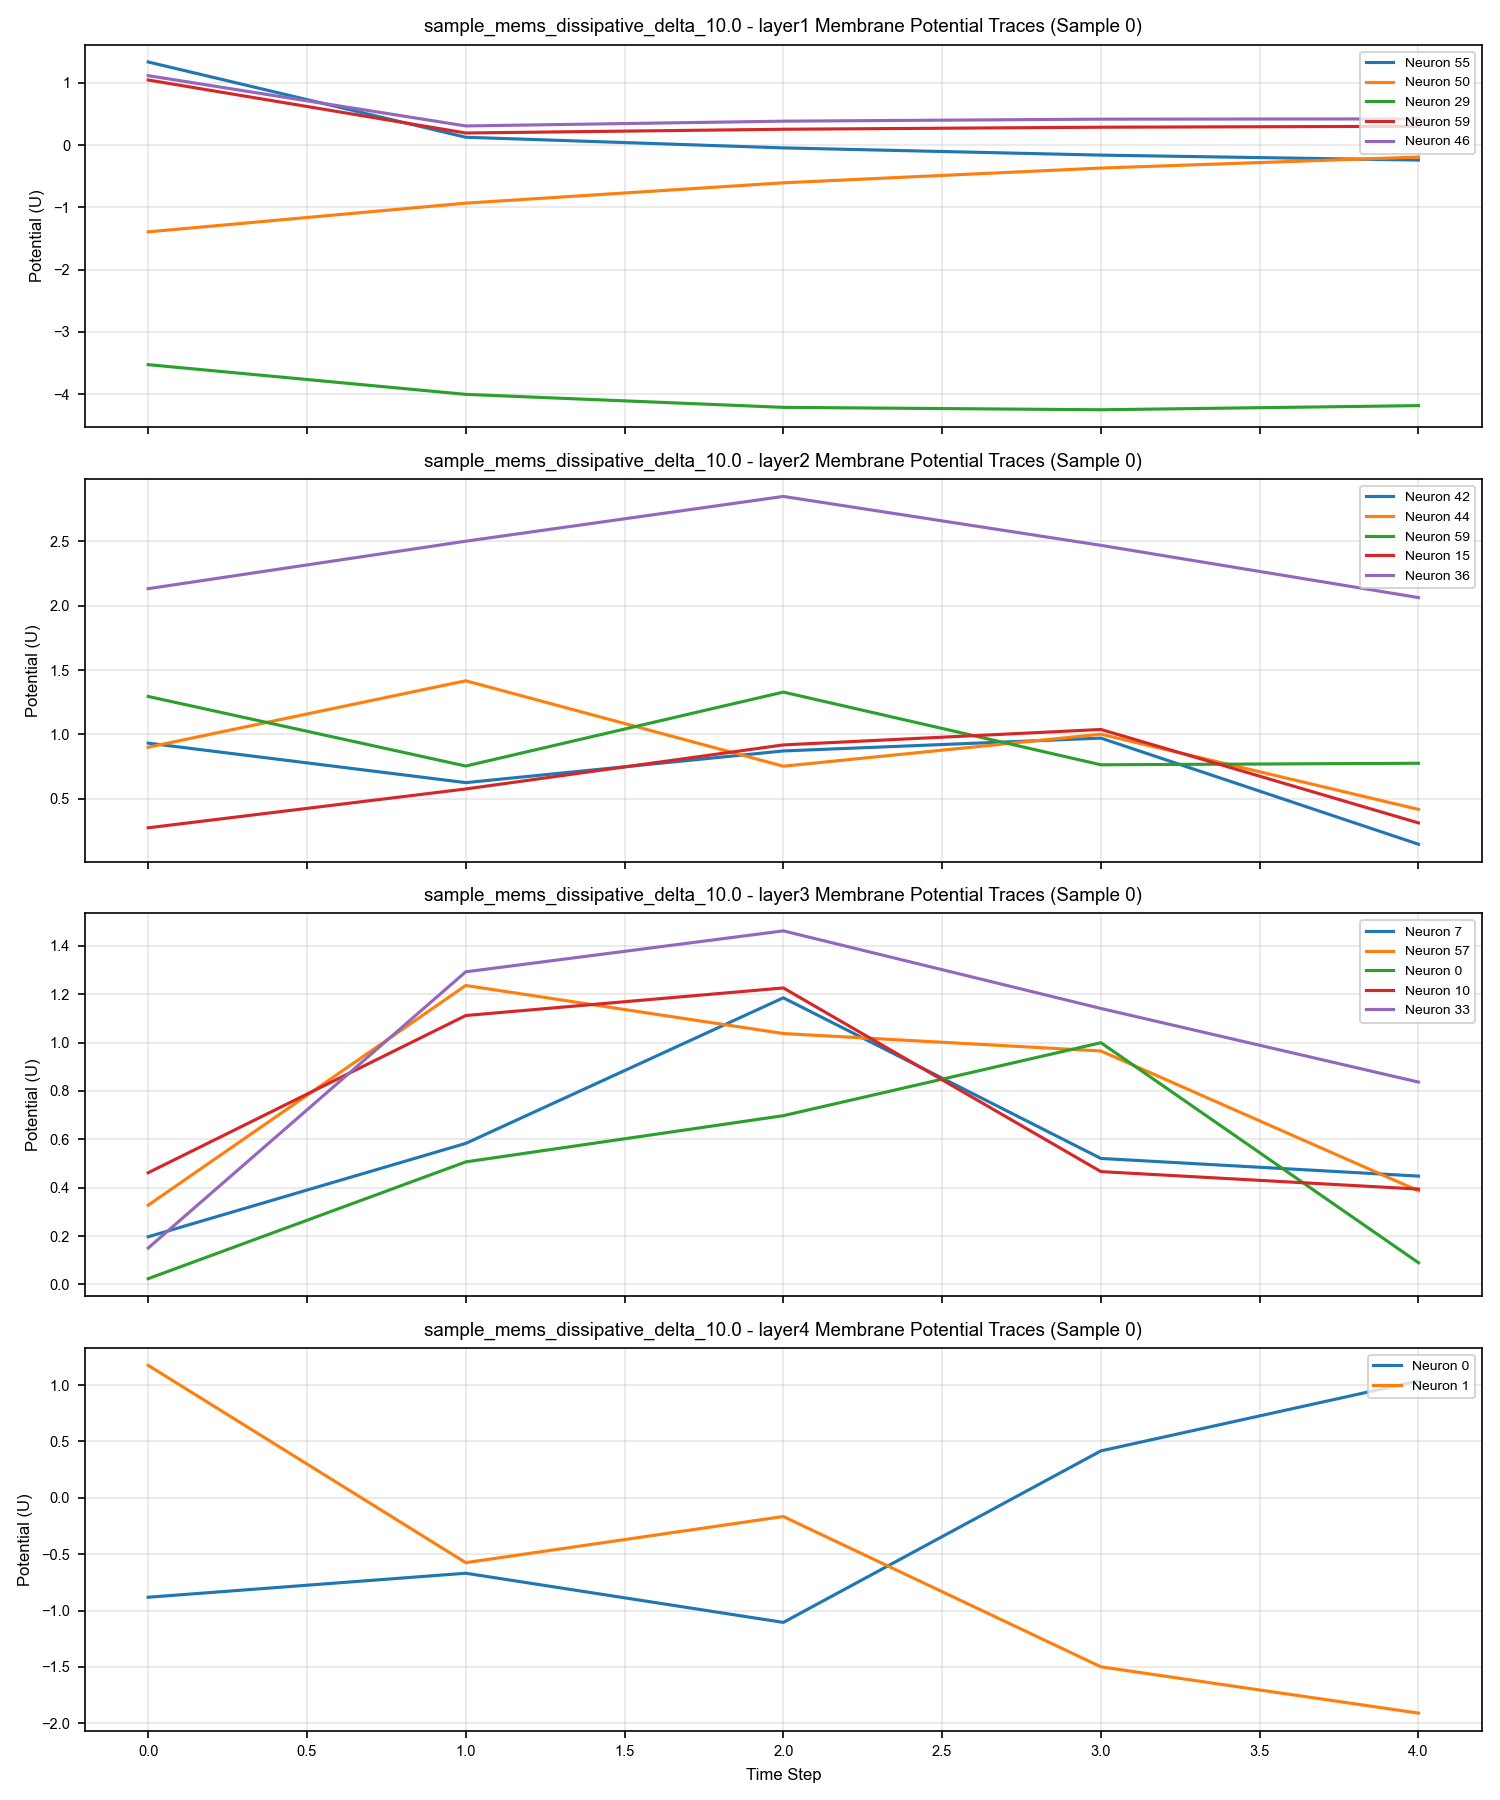 sample_mems_dissipative_delta_10.0 - layer1 Membrane Potential Traces (Sample 0)
Potential (U)
1
0
−1
−2
−3
−4
Neuron 55
Neuron 50
Neuron 29
Neuron 59
Neuron 46
sample_mems_dissipative_delta_10.0 - layer2 Membrane Potential Traces (Sample 0)
Potential (U)
2.5
2.0
1.5
1.0
0.5
Neuron 42
Neuron 44
Neuron 59
Neuron 15
Neuron 36
sample_mems_dissipative_delta_10.0 - layer3 Membrane Potential Traces (Sample 0)
Potential (U)
1.4
1.2
1.0
0.8
0.6
0.4
0.2
0.0
Neuron 7
Neuron 57
Neuron 0
Neuron 10
Neuron 33
sample_mems_dissipative_delta_10.0 - layer4 Membrane Potential Traces (Sample 0)
Potential (U)
1.0
0.5
0.0
−0.5
−1.0
−1.5
−2.0
Neuron 0
Neuron 1
0.0 0.5 1.0 1.5 2.0 2.5 3.0 3.5 4.0
Time Step